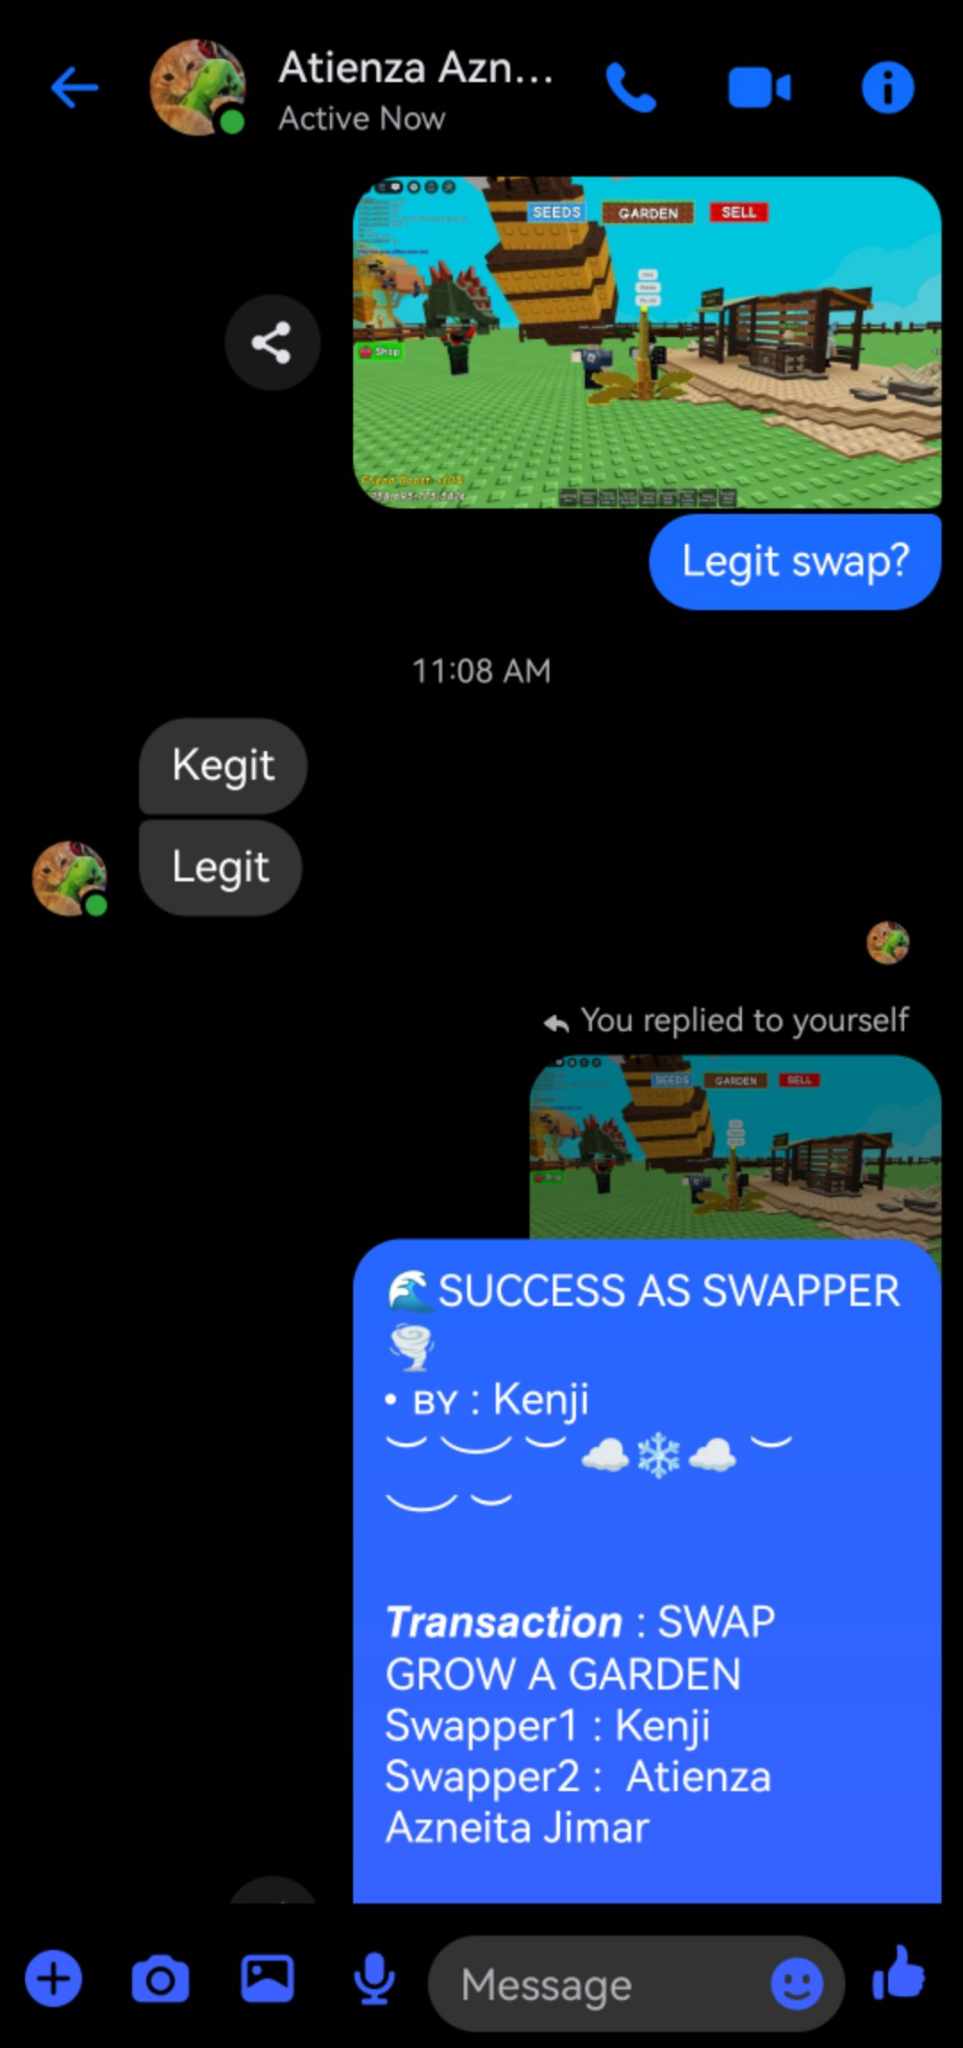 Atienza Azn...
Active Now
SEEDS
GARDEN
SELL
Shop
Legit swap?
11:08 AM
Kegit
Legit
You replied to yourself
SEEDS
GARDEN
SELL
🌊SUCCESS AS SWAPPER
🌪️
• ʙʏ : Kenji
︶ ︶ ︶ ☁️❄️☁️ ︶
︶ ︶
Transaction : SWAP
GROW A GARDEN
Swapper1 : Kenji
Swapper2 :  Atienza
Azneita Jimar
Message